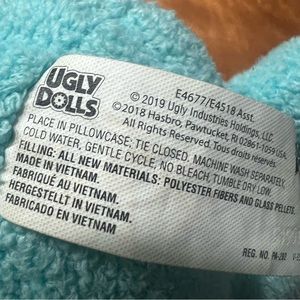 UGLY
DOLLS
E4677/E4518 Asst.
© 2019 Ugly Industries Holdings, LLC
©2018 Hasbro, Pawtucket, RI 02861-1059 USA.
All Rights Reserved. Tous droits réservés.
PLACE IN PILLOWCASE; TIE CLOSED. MACHINE WASH SEPARATELY,
COLD WATER, GENTLE CYCLE, NO BLEACH, TUMBLE DRY LOW.
FILLING: ALL NEW MATERIALS: POLYESTER FIBERS AND GLASS PELLETS.
MADE IN VIETNAM.
FABRIQUÉ AU VIETNAM.
HERGESTELLT IN VIETNAM.
FABRICADO EN VIETNAM
REG. NO. PA-202